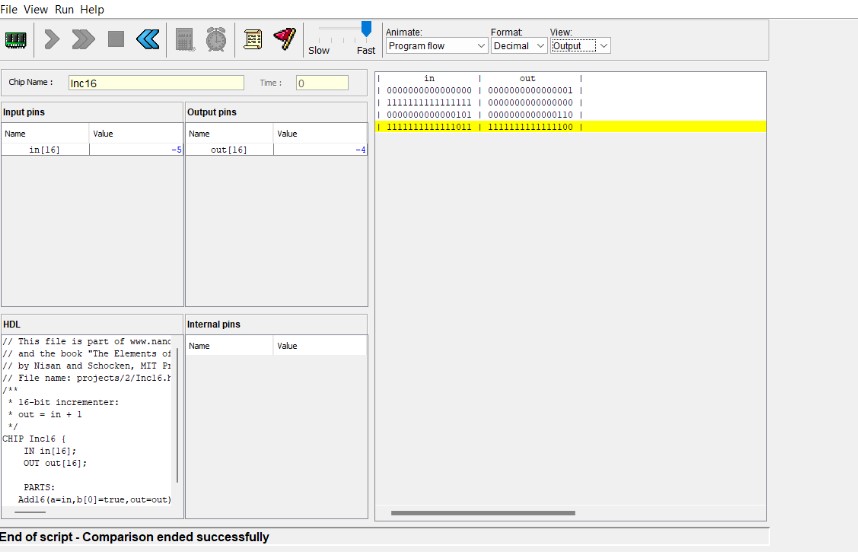 File View Run Help
Slow Fast
Animate:
Program flow
Format:
Decimal
View:
Output
Chip Name : Inc16 Time : 0
Input pins
Name Value
in[16] -5
Output pins
Name Value
out[16] -4
HDL
// This file is part of www.nand
// and the book "The Elements of
// by Nisan and Schocken, MIT Pr
// File name: projects/2/Inc16.h
/**
* 16-bit incrementer:
* out = in + 1
*/
CHIP Inc16 {
IN in[16];
OUT out[16];
PARTS:
Add16(a=in,b[0]=true,out=out)
Internal pins
Name Value
| in | out |
| 0000000000000000 | 0000000000000001 |
| 1111111111111111 | 0000000000000000 |
| 0000000000000101 | 0000000000000110 |
| 1111111111111011 | 1111111111111100 |
End of script - Comparison ended successfully